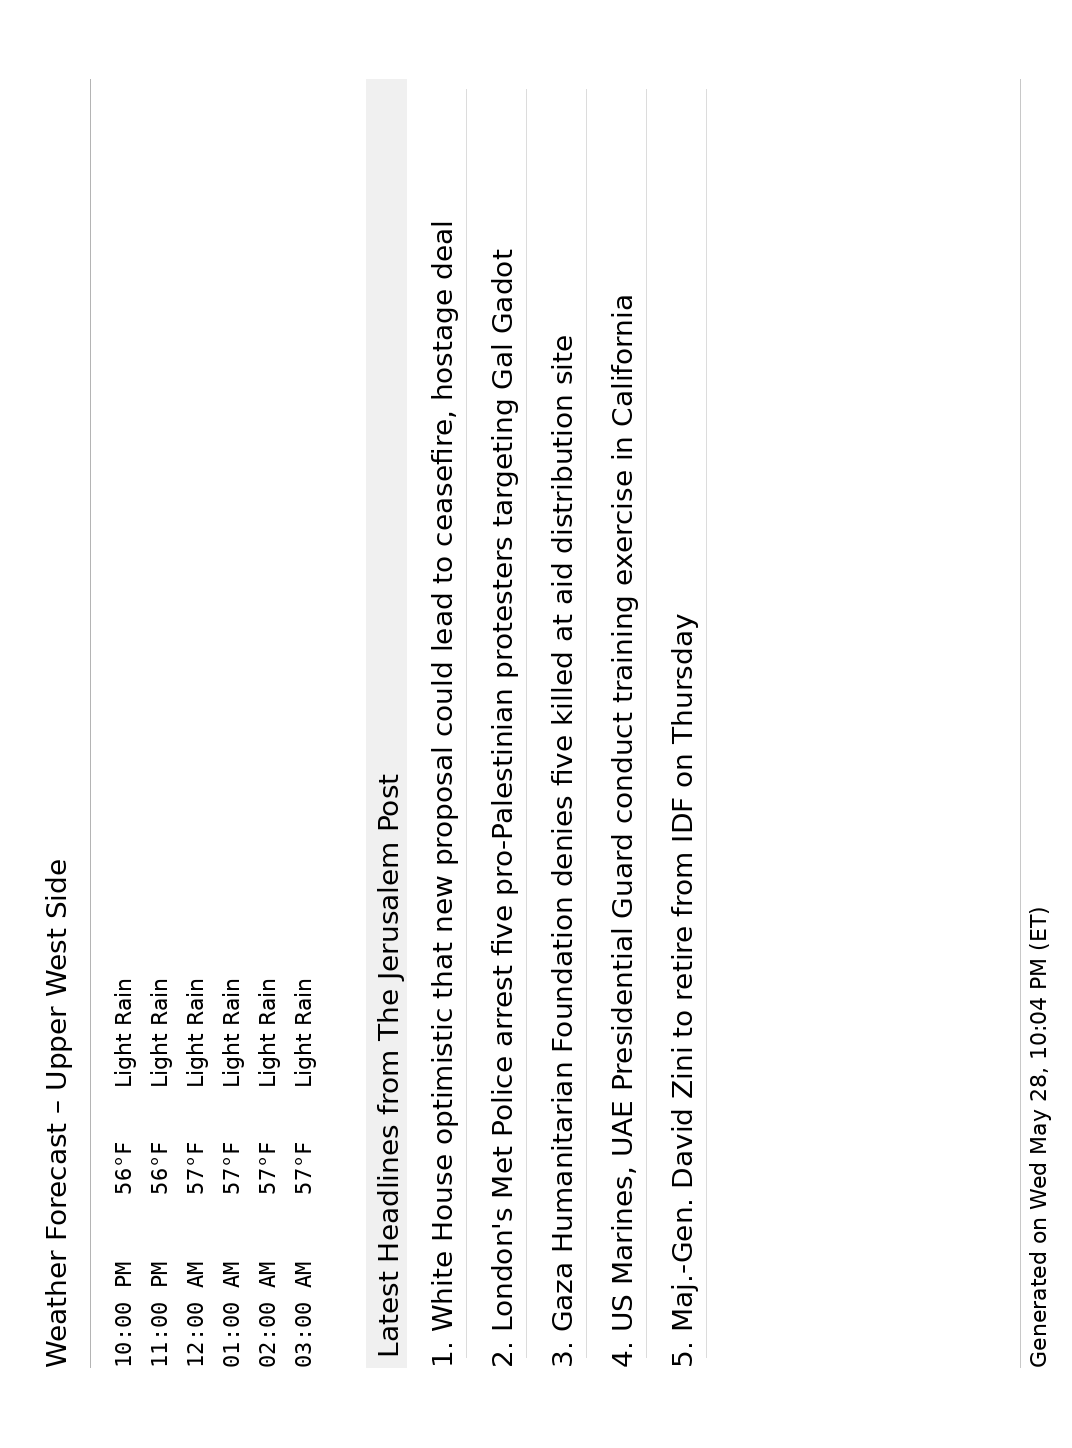 Weather Forecast – Upper West Side
10:00 PM 56°F Light Rain
11:00 PM 56°F Light Rain
12:00 AM 57°F Light Rain
01:00 AM 57°F Light Rain
02:00 AM 57°F Light Rain
03:00 AM 57°F Light Rain
Latest Headlines from The Jerusalem Post
1. White House optimistic that new proposal could lead to ceasefire, hostage deal
2. London's Met Police arrest five pro-Palestinian protesters targeting Gal Gadot
3. Gaza Humanitarian Foundation denies five killed at aid distribution site
4. US Marines, UAE Presidential Guard conduct training exercise in California
5. Maj.-Gen. David Zini to retire from IDF on Thursday
Generated on Wed May 28, 10:04 PM (ET)